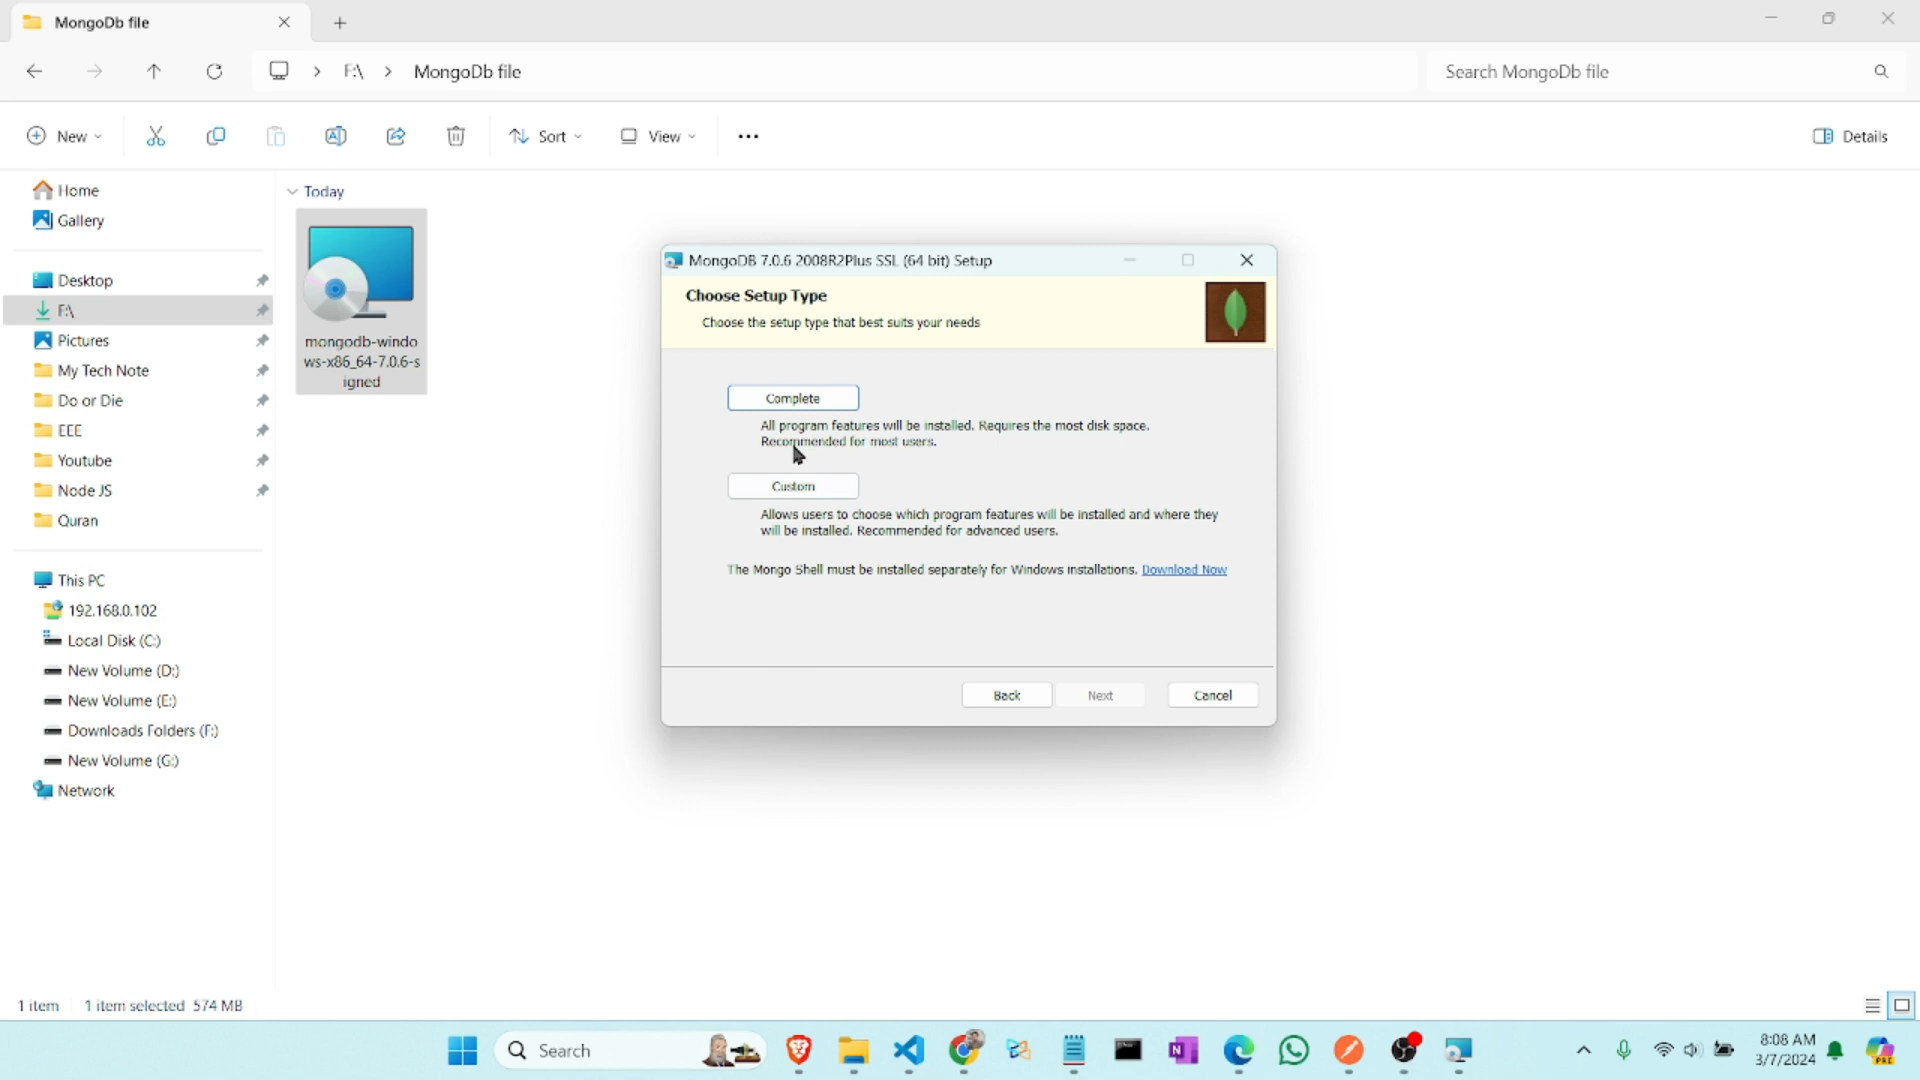 MongoDb file
F:\ MongoDb file
Search MongoDb file
New Sort View Details
Home
Gallery
Desktop
F:\
Pictures
My Tech Note
Do or Die
EEE
Youtube
Node JS
Quran
This PC
192.168.0.102
Local Disk (C:)
New Volume (D:)
New Volume (E:)
Downloads Folders (F:)
New Volume (G:)
Network
Today
mongodb-windo
ws-x86_64-7.0.6-s
igned
MongoDB 7.0.6 2008R2Plus SSL (64 bit) Setup
Choose Setup Type
Choose the setup type that best suits your needs
Complete
All program features will be installed. Requires the most disk space.
Recommended for most users.
Custom
Allows users to choose which program features will be installed and where they
will be installed. Recommended for advanced users.
The Mongo Shell must be installed separately for Windows installations. Download Now
Back Next Cancel
1 item 1 item selected 574 MB
Search
8:08 AM
3/7/2024
PRE